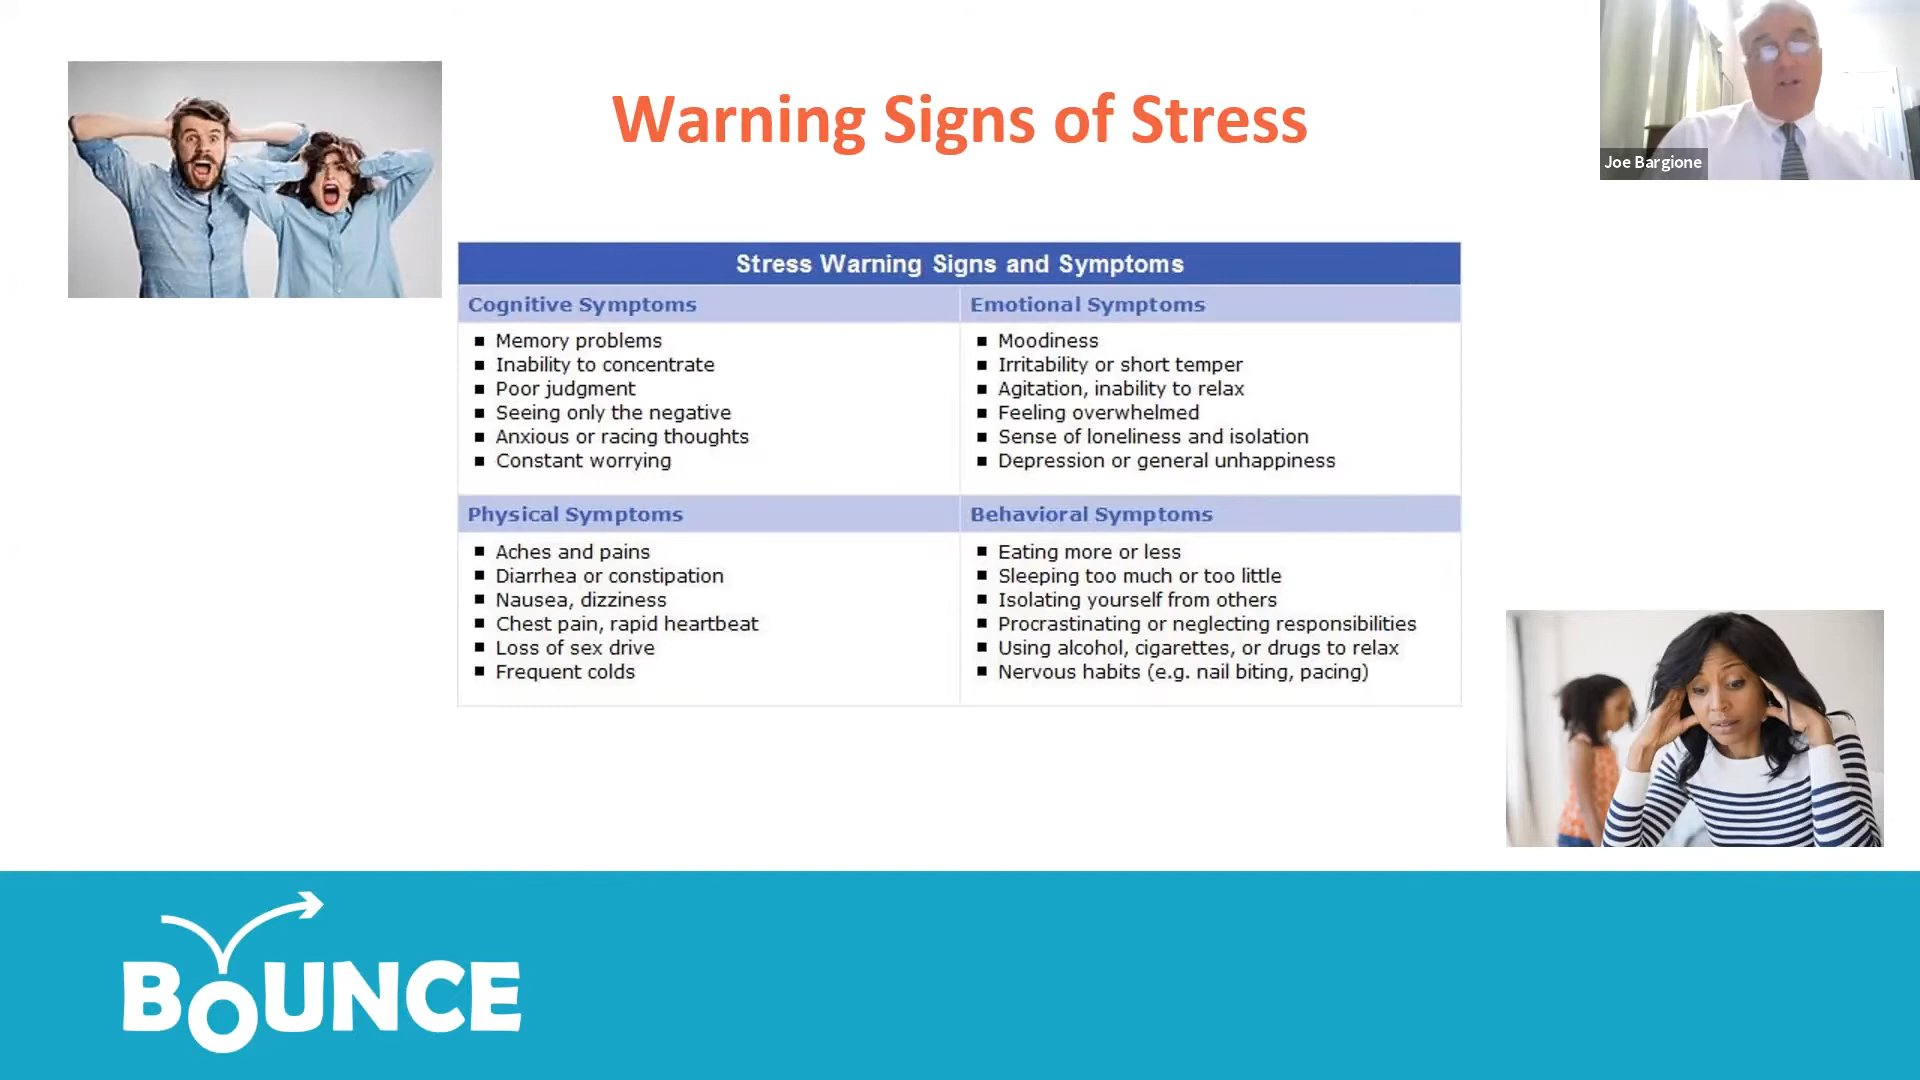 Warning Signs of Stress
Joe Bargione
Stress Warning Signs and Symptoms
Cognitive Symptoms
■ Memory problems
■ Inability to concentrate
■ Poor judgment
■ Seeing only the negative
■ Anxious or racing thoughts
■ Constant worrying
Emotional Symptoms
■ Moodiness
■ Irritability or short temper
■ Agitation, inability to relax
■ Feeling overwhelmed
■ Sense of loneliness and isolation
■ Depression or general unhappiness
Physical Symptoms
■ Aches and pains
■ Diarrhea or constipation
■ Nausea, dizziness
■ Chest pain, rapid heartbeat
■ Loss of sex drive
■ Frequent colds
Behavioral Symptoms
■ Eating more or less
■ Sleeping too much or too little
■ Isolating yourself from others
■ Procrastinating or neglecting responsibilities
■ Using alcohol, cigarettes, or drugs to relax
■ Nervous habits (e.g. nail biting, pacing)
BOUNCE